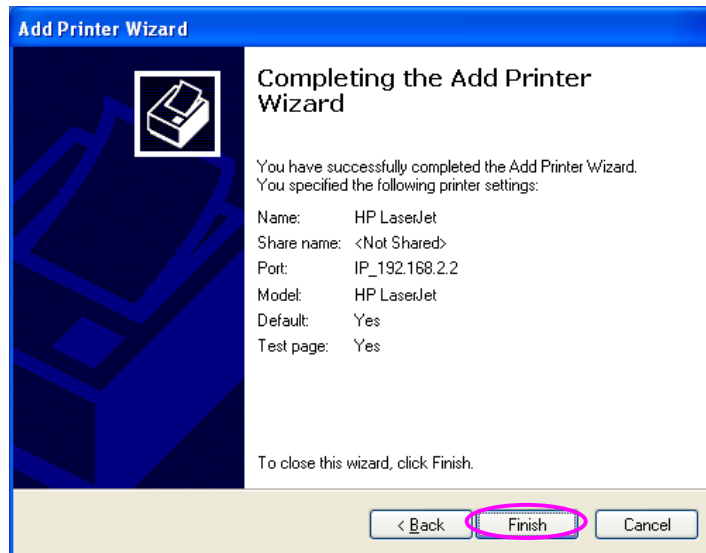 Add Printer Wizard
Completing the Add Printer
Wizard
You have successfully completed the Add Printer Wizard.
You specified the following printer settings:
Name: HP LaserJet
Share name: <Not Shared>
Port: IP_192.168.2.2
Model: HP LaserJet
Default: Yes
Test page: Yes
To close this wizard, click Finish.
< Back Finish Cancel